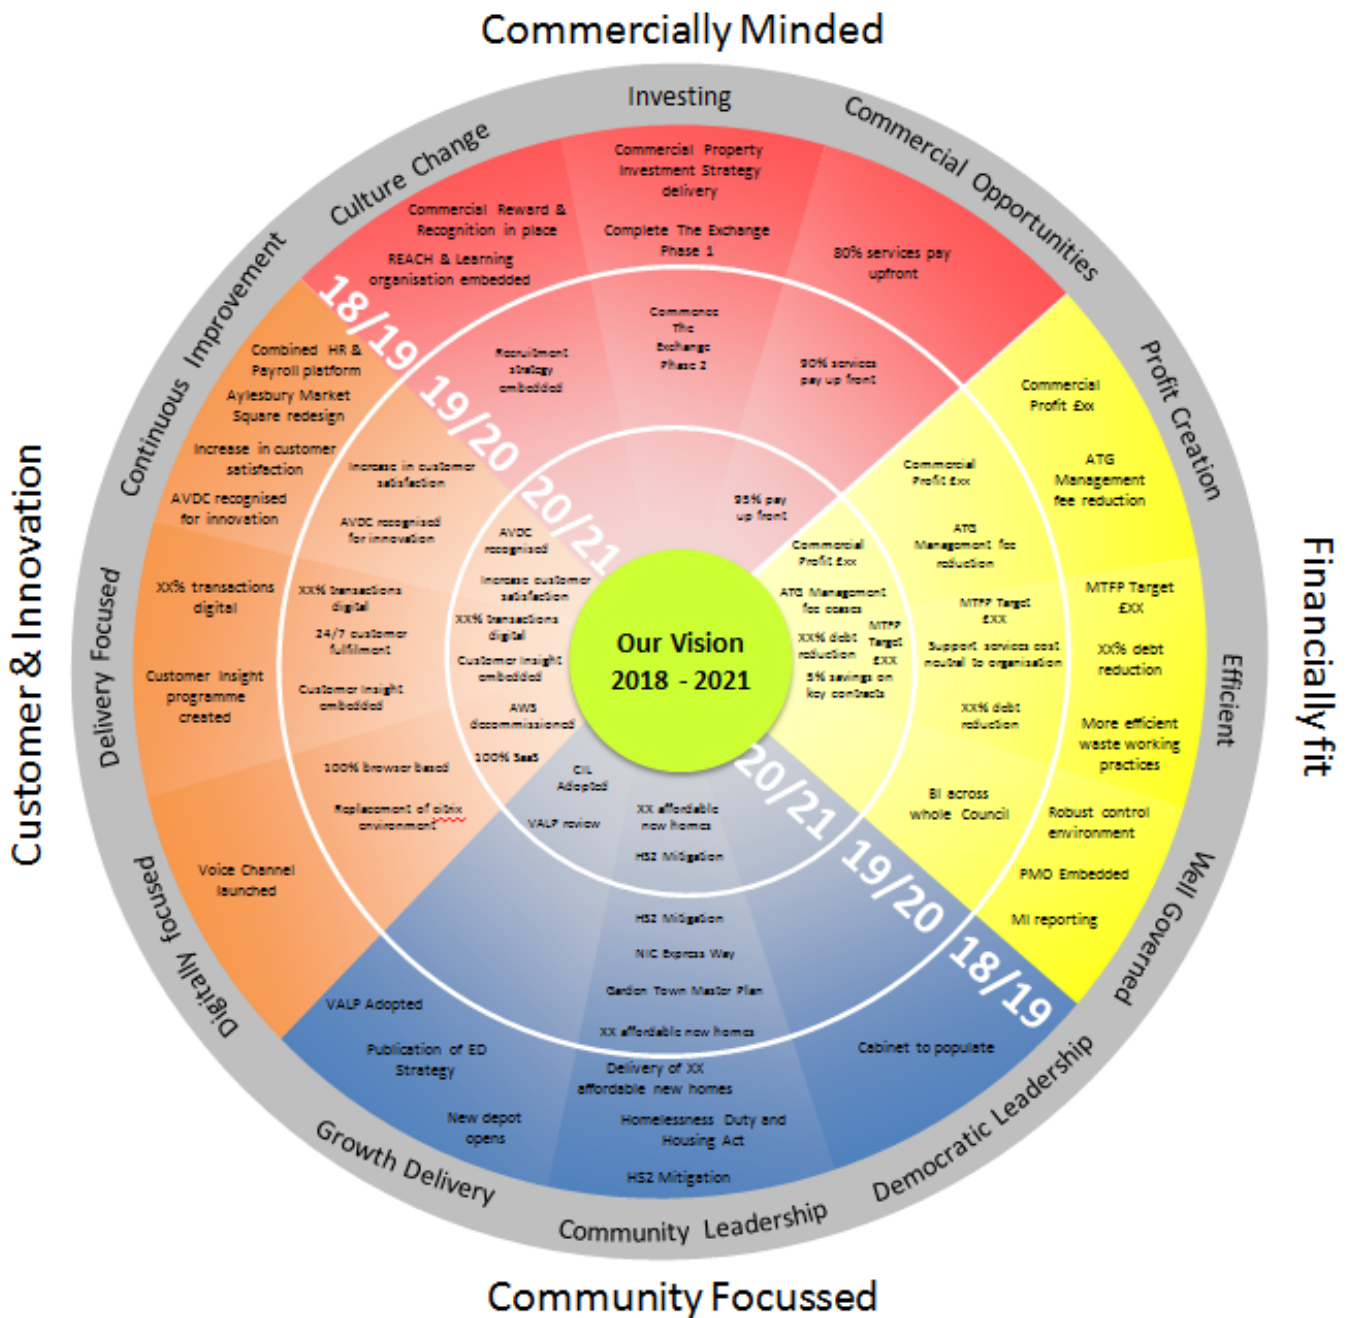 Commercially Minded
Investing
Commercial Opportunities
Culture Change
Continuous Improvement
Profit Creation
Delivery Focused
Efficient
Digitally focused
Well Governed
Growth Delivery
Community Leadership
Democratic Leadership
Customer & Innovation
Financially fit
Community Focussed
Our Vision
2018 - 2021
18/19
19/20
20/21
20/21
19/20
18/19
Commercial Reward &
Recognition in place
REACH & Learning
organisation embedded
Recruitment
strategy
embedded
Commercial Property
Investment Strategy
delivery
Complete The Exchange
Phase 1
Commence
The
Exchange
Phase 2
80% services pay
upfront
90% services
pay up front
95% pay
up front
Commercial
Profit £xx
ATG
Management
fee reduction
Commercial
Profit £xx
ATG
Management fee
reduction
Commercial
Profit £xx
ATG Management
fee ceases
MTFP Target
£XX
XX% debt
reduction
More efficient
waste working
practices
MTFP Target
£XX
Support services cost
neutral to organisation
XX% debt
reduction
MTFP
Target
£XX
XX% debt
reduction
5% savings on
key contracts
Robust control
environment
PMO Embedded
MI reporting
BI across
whole Council
Cabinet to populate
Delivery of XX
affordable new homes
Homelessness Duty and
Housing Act
HS2 Mitigation
HS2 Mitigation
NIC Express Way
Garden Town Master Plan
XX affordable new homes
XX affordable
new homes
HS2 Mitigation
VALP Adopted
Publication of ED
Strategy
New depot
opens
CIL
Adopted
VALP review
Voice Channel
launched
100% browser based
Replacement of citrix
environment
AWS
decommissioned
100% SaaS
XX% transactions
digital
Customer Insight
programme
created
XX% transactions
digital
24/7 customer
fulfilment
Customer Insight
embedded
XX% transactions
digital
Customer Insight
embedded
Combined HR &
Payroll platform
Aylesbury Market
Square redesign
Increase in customer
satisfaction
AVDC recognised
for innovation
Increase in customer
satisfaction
AVDC recognised
for innovation
AVDC
recognised
Increase customer
satisfaction